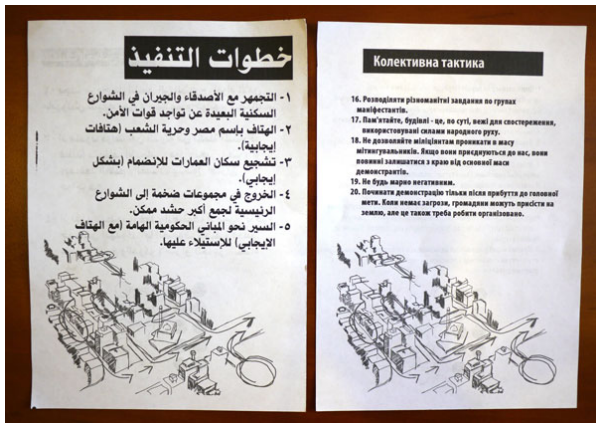 خطوات التنفيذ
١- التجمهر مع الأصدقاء والجيران في الشوارع
السكنية البعيدة عن تواجد قوات الأمن.
٢- الهتاف بإسم مصر وحرية الشعب (هتافات
إيجابية).
٣- تشجيع سكان العمارات للإنضمام (بشكل
إيجابي).
٤- الخروج في مجموعات ضخمة إلى الشوارع
الرئيسية لجمع أكبر حشد ممكن.
٥- السير نحو المباني الحكومية الهامة (مع الهتاف
الإيجابي) للإستيلاء عليها.
Колективна тактика
16. Розподіляти різноманітні завдання по групах
маніфестантів.
17. Пам'ятайте, будівлі - це, по суті, вежі для спостереження,
використовувані силами народного руху.
18. Не дозволяйте міліціянтам проникати в масу
мітингувальників. Якщо вони приєднуються до нас, вони
повинні залишатися з краю від основної маси
демонстрантів.
19. Не будь марно негативним.
20. Починати демонстрацію тільки після прибуття до головної
мети. Коли немає загрози, громадяни можуть присісти на
землю, але це також треба робити організовано.